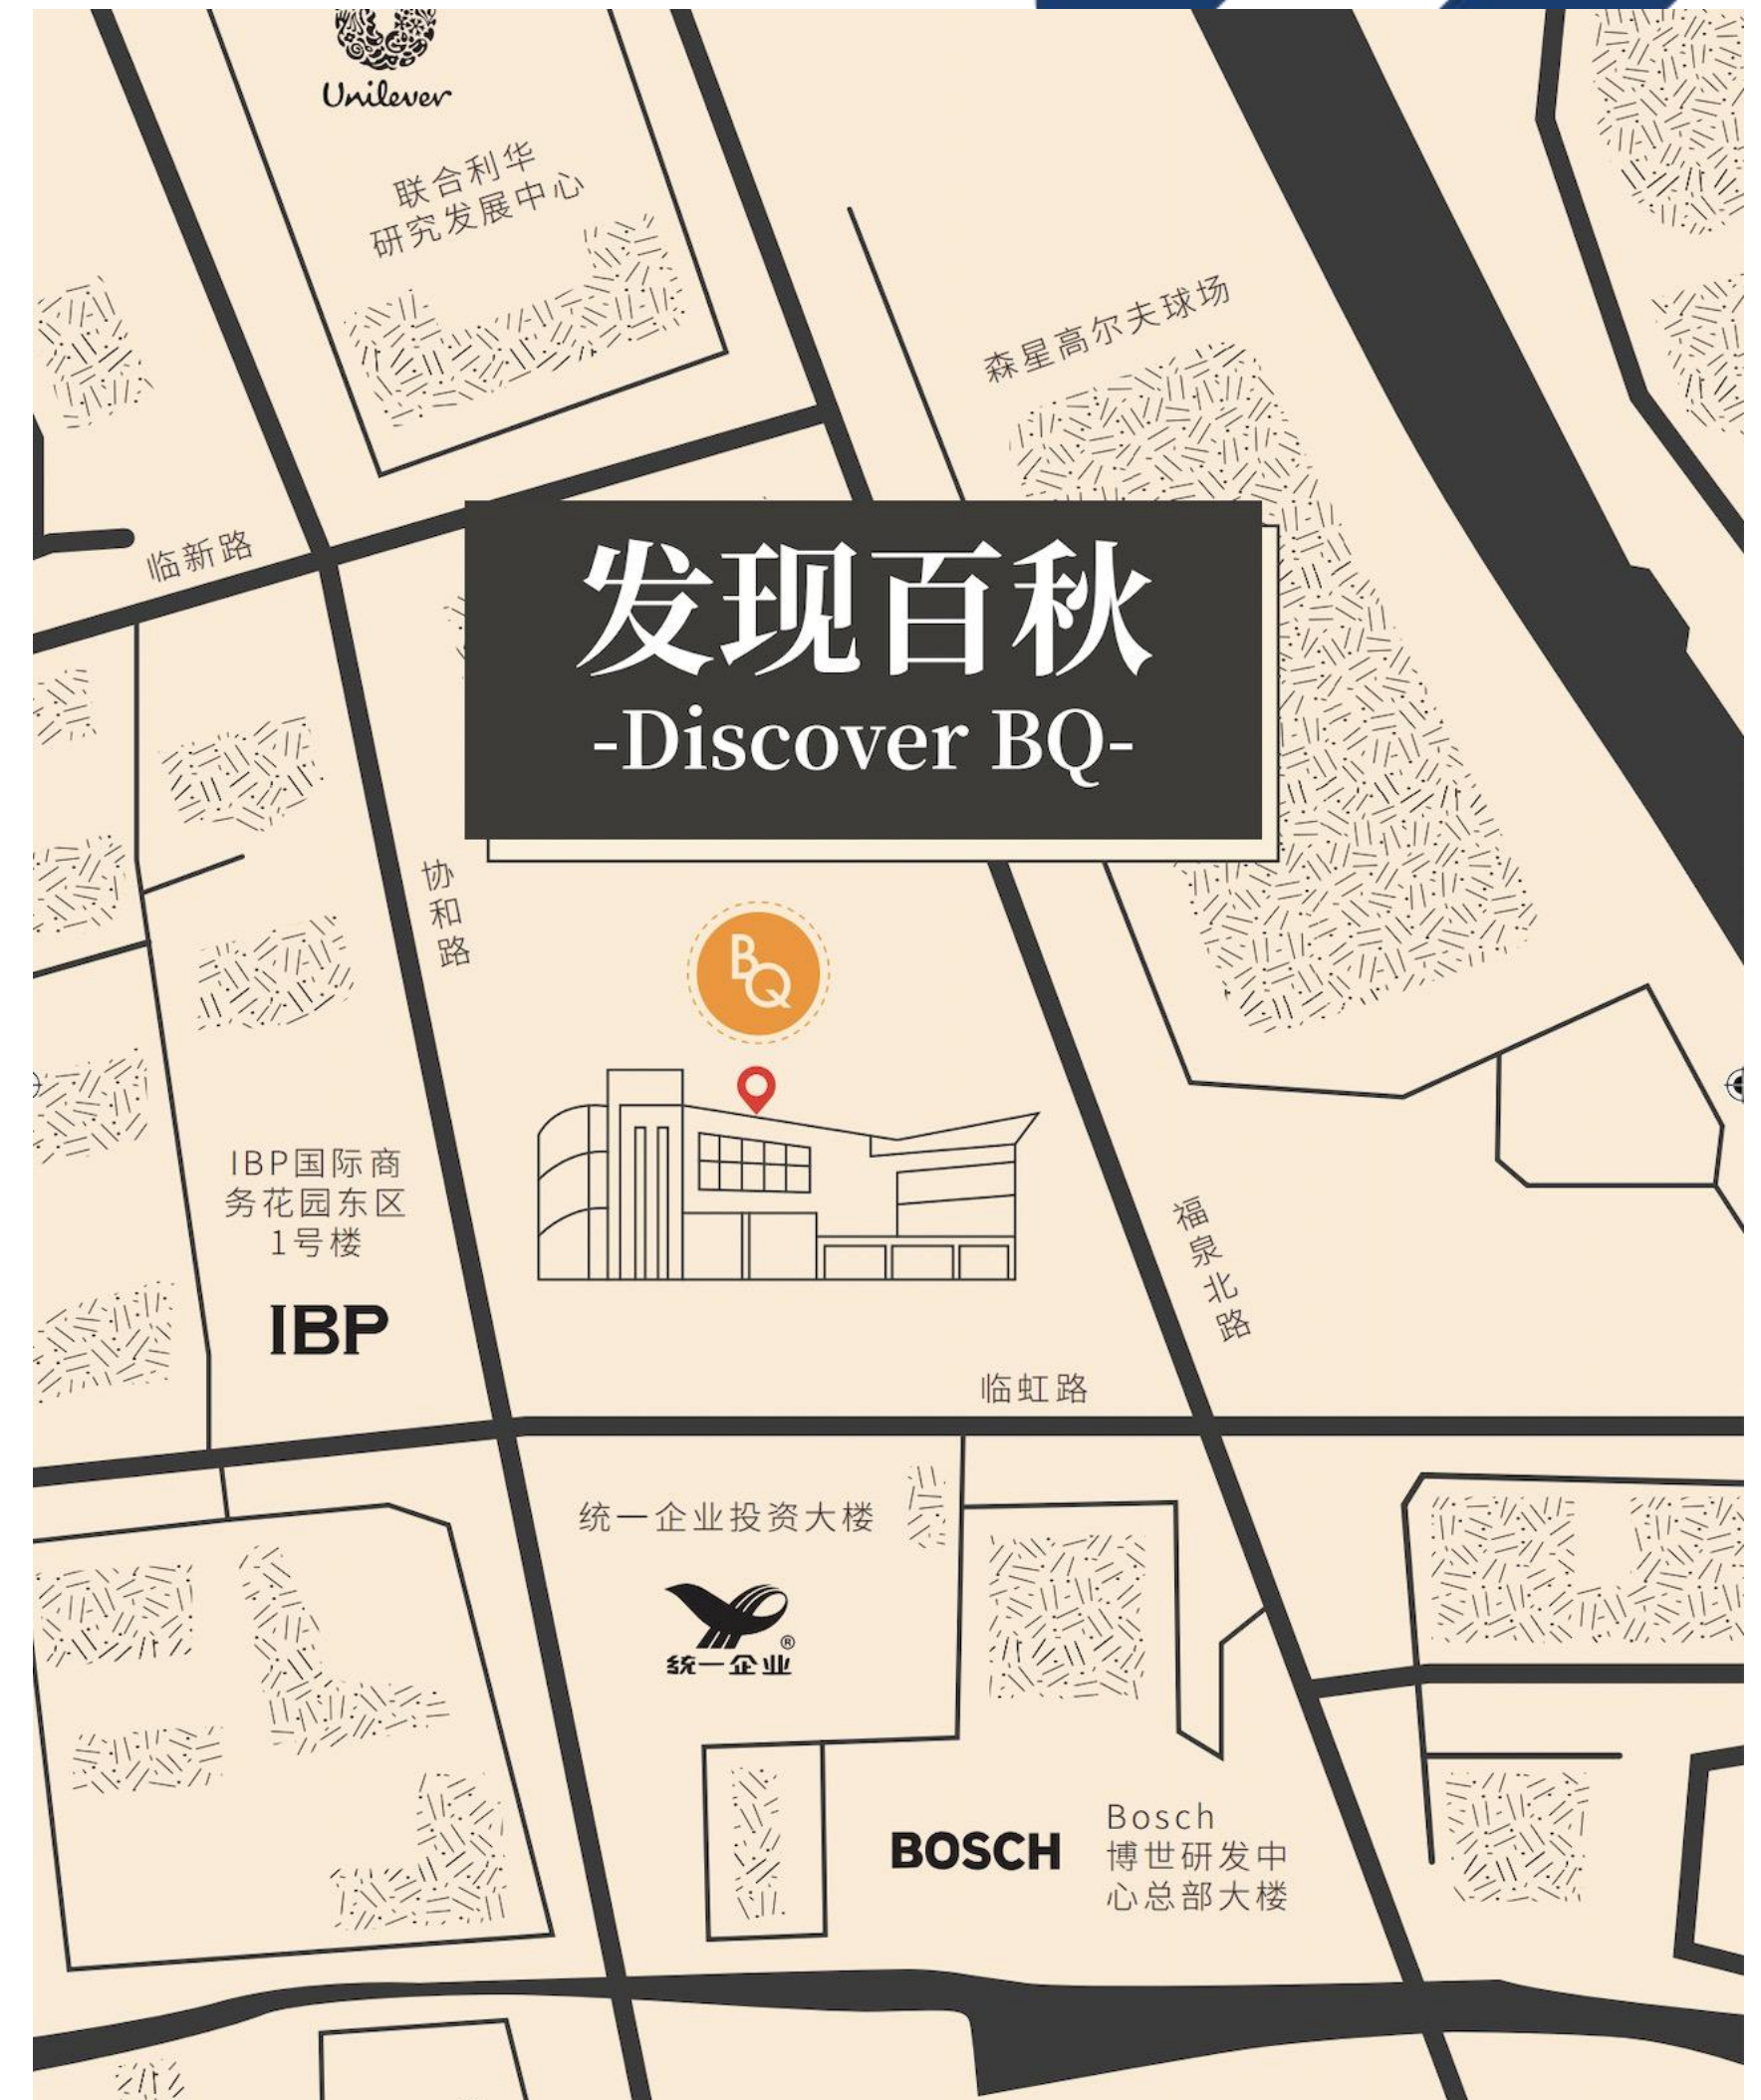 Unilever
联合利华
研究发展中心
森星高尔夫球场
临新路
发现百秋
-Discover BQ-
协和路
BQ
IBP国际商
务花园东区
1号楼
IBP
福泉北路
临虹路
统一企业投资大楼
®
统一企业
BOSCH
Bosch
博世研发中
心总部大楼